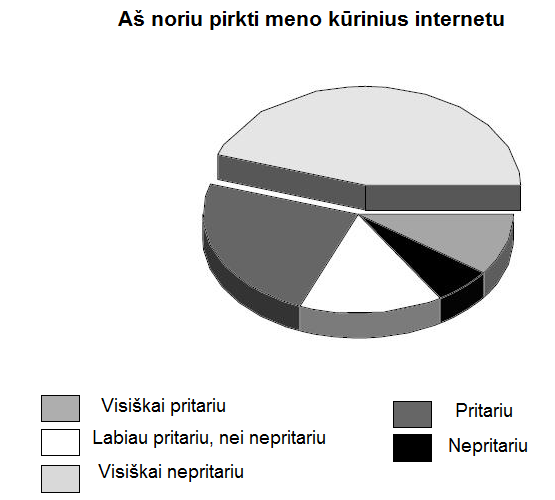 Aš noriu pirkti meno kūrinius internetu
Visiškai pritariu
Pritariu
Labiau pritariu, nei nepritariu
Nepritariu
Visiškai nepritariu